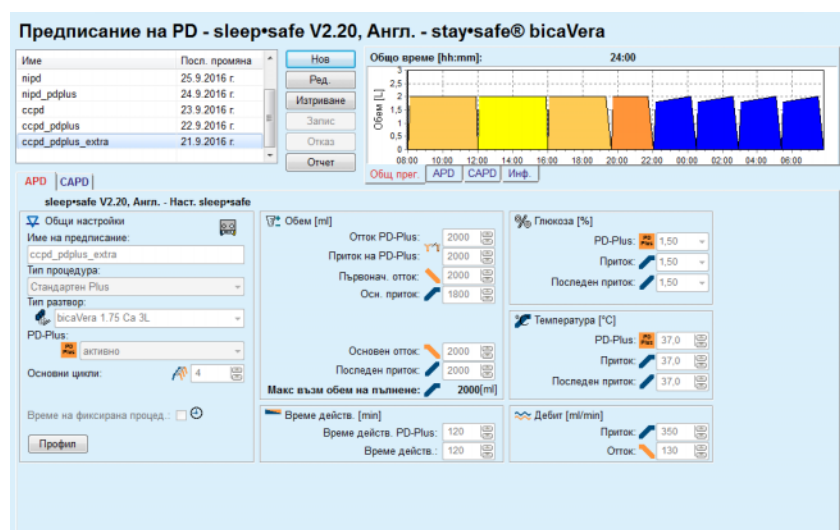 Предписание на PD - sleep•safe V2.20, Англ. - stay•safe® bicaVera
Име Посл. промяна
nipd 25.9.2016 г.
nipd_pdplus 24.9.2016 г.
ccpd 23.9.2016 г.
ccpd_pdplus 22.9.2016 г.
ccpd_pdplus_extra 21.9.2016 г.
Нов
Ред.
Изтриване
Запис
Отказ
Отчет
Общо време [hh:mm]: 24:00
Обем [L]
3
2,5
2
1,5
1
0,5
0
08:00 10:00 12:00 14:00 16:00 18:00 20:00 22:00 00:00 02:00 04:00 06:00
Общ прег. APD CAPD Инф.
APD CAPD
sleep•safe V2.20, Англ. - Наст. sleep•safe
Общи настройки
Име на предписание:
ccpd_pdplus_extra
Тип процедура:
Стандартен Plus
Тип разтвор:
bicaVera 1.75 Ca 3L
PD-Plus:
PD Plus активно
Основни цикли: 4
Време на фиксирана процед.:
Профил
Обем [ml]
Отток PD-Plus: 2000
Приток на PD-Plus: 2000
Първонач. отток: 2000
Осн. приток: 1800
Основен отток: 2000
Последен приток: 2000
Макс възм обем на пълнене: 2000[ml]
Време действ. [min]
Време действ. PD-Plus: 120
Време действ.: 120
Глюкоза [%]
PD-Plus: PD Plus 1,50
Приток: 1,50
Последен приток: 1,50
Температура [°C]
PD-Plus: PD Plus 37,0
Приток: 37,0
Последен приток: 37,0
Дебит [ml/min]
Приток: 350
Отток: 130